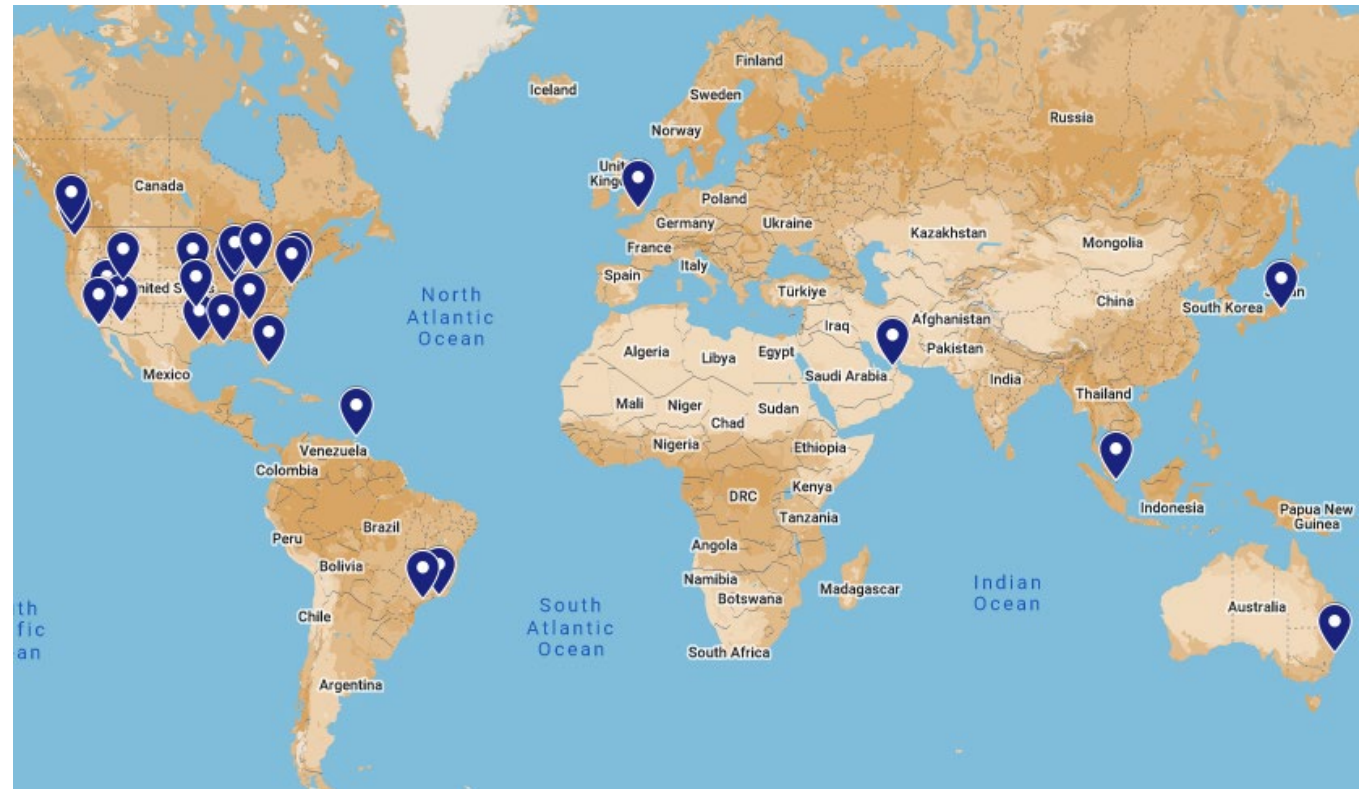 Finland
Iceland
Sweden
Russia
Norway
Canada
Poland
Germany
Ukraine
Kazakhstan
Mongolia
France
Italy
Spain
Türkiye
China
South Korea
North
Atlantic
Ocean
Afghanistan
Iraq
Pakistan
Algeria
Libya
Egypt
Saudi Arabia
India
Mexico
Thailand
Mali
Niger
Chad
Sudan
Nigeria
Ethiopia
Venezuela
Colombia
Kenya
DRC
Tanzania
Indonesia
Papua New
Guinea
Brazil
Peru
Angola
Bolivia
Namibia
Botswana
Madagascar
Indian
Ocean
Australia
Chile
South
Atlantic
Ocean
South Africa
Argentina